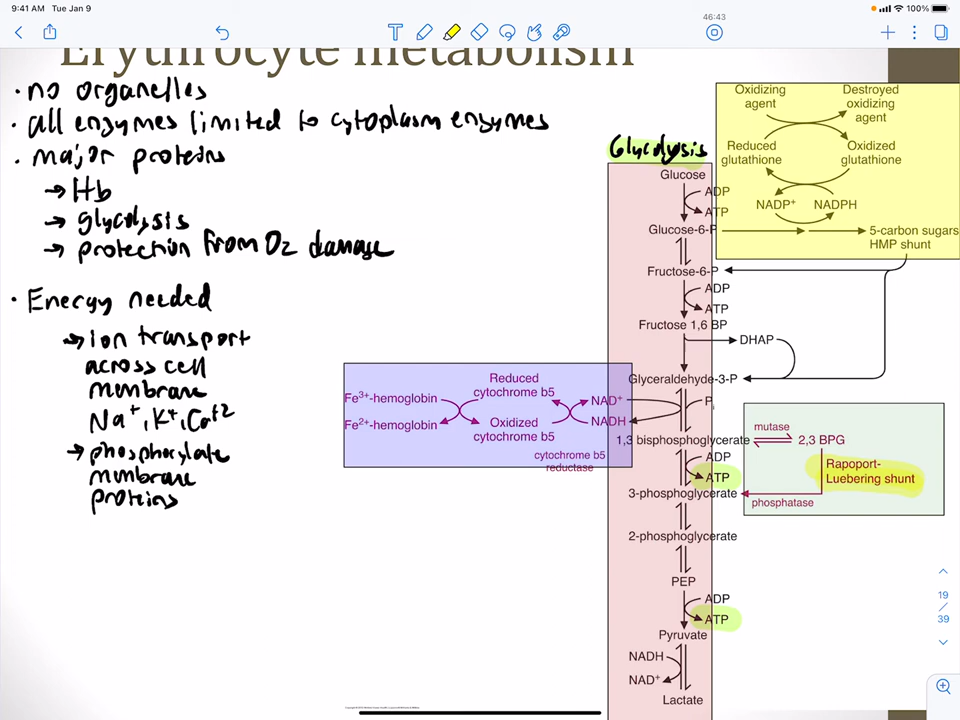 9:41 AM Tue Jan 9
100%
46:43
Erythrocyte metabolism
• no organelles
• all enzymes limited to cytoplasm enzymes
• major proteins
→ Hb
→ glycolysis
→ protection from O2 damage
• Energy needed
→ ion transport
across cell
membrane
Na+, K+, Ca+2
→ phosphorylate
membrane
proteins
Glycolysis
Glucose
ADP
ATP
Glucose-6-P
Fructose-6-P
ADP
ATP
Fructose 1,6 BP
DHAP
Glyceraldehyde-3-P
P
1,3 bisphosphoglycerate
ADP
ATP
3-phosphoglycerate
2-phosphoglycerate
PEP
ADP
ATP
Pyruvate
NADH
NAD+
Lactate
Oxidizing
agent
Destroyed
oxidizing
agent
Reduced
glutathione
Oxidized
glutathione
NADP+
NADPH
5-carbon sugars
HMP shunt
Fe3+-hemoglobin
Fe2+-hemoglobin
Reduced
cytochrome b5
Oxidized
cytochrome b5
NAD+
NADH
cytochrome b5
reductase
mutase
2,3 BPG
Rapoport-
Luebering shunt
phosphatase
19
/
39